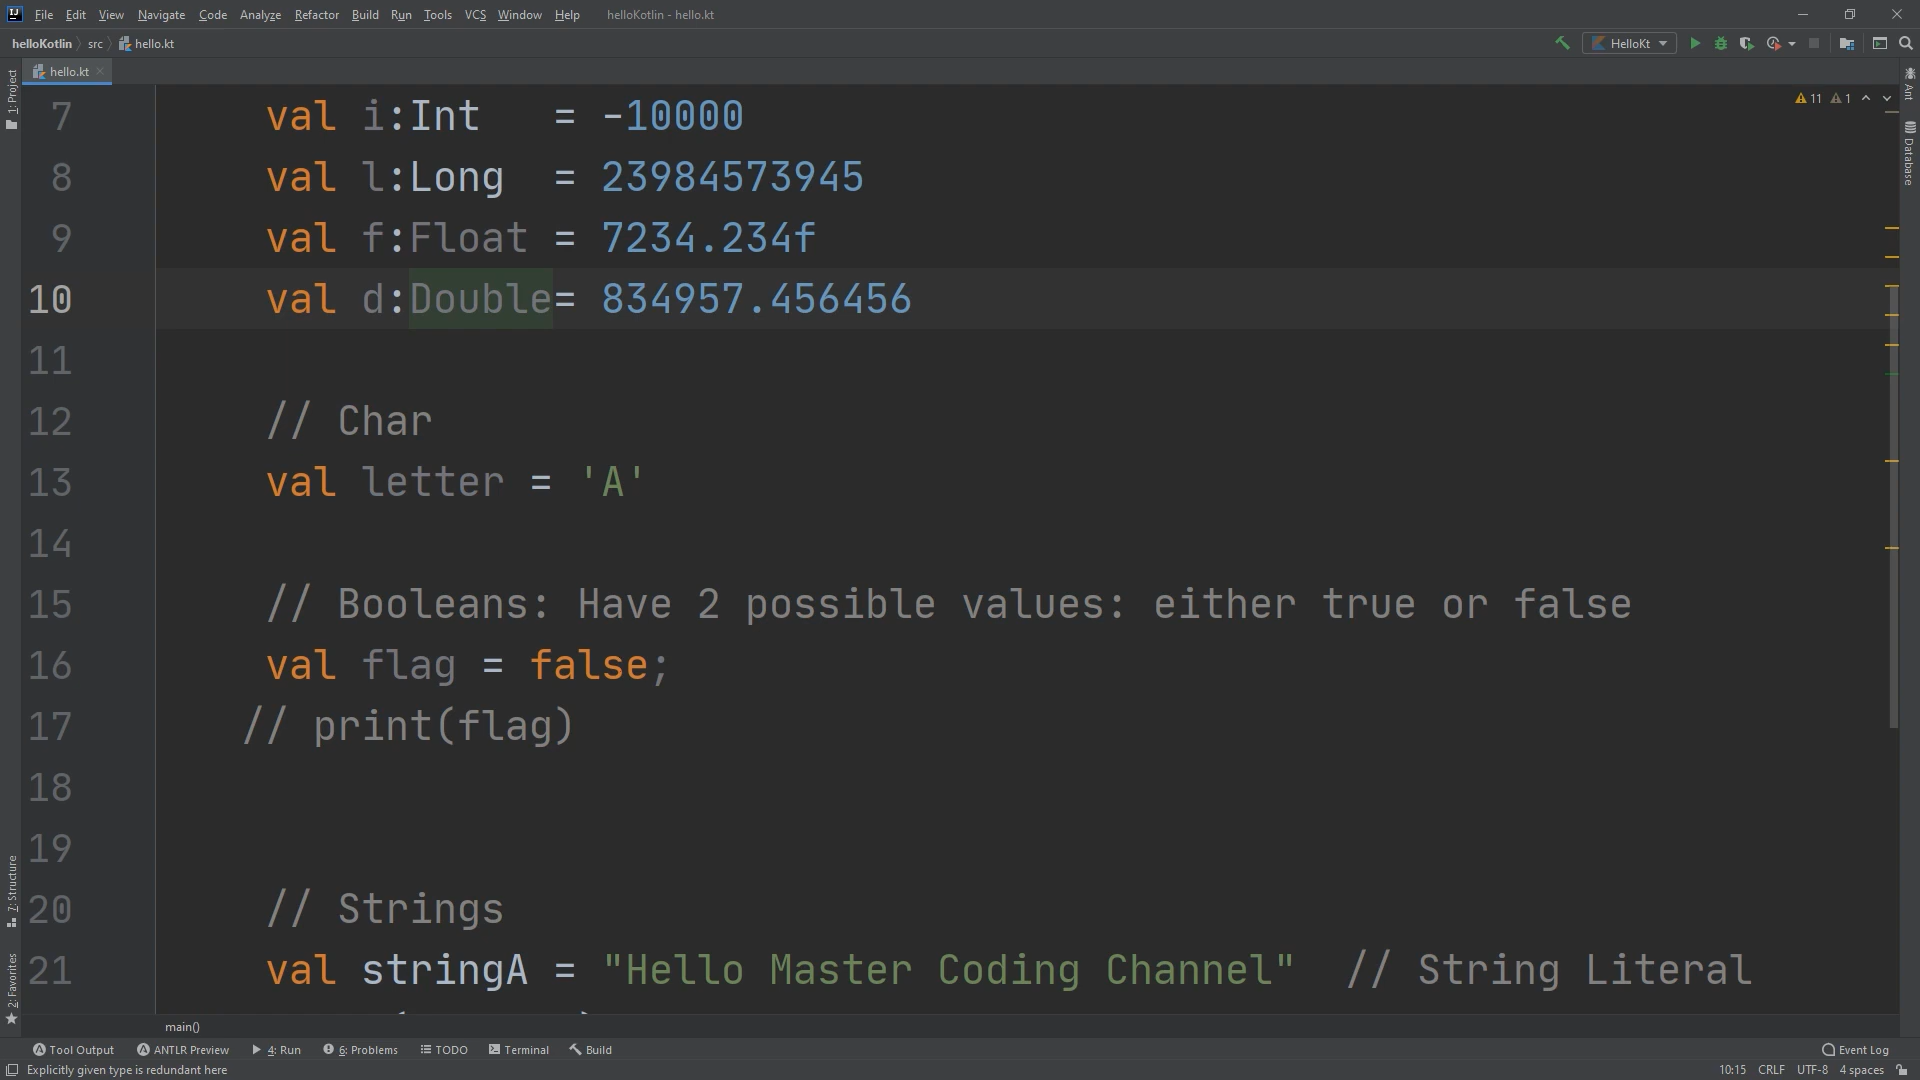 File Edit View Navigate Code Analyze Refactor Build Run Tools VCS Window Help helloKotlin - hello.kt
helloKotlin src hello.kt HelloKt
hello.kt
1: Project
11 1
Ant
Database
7 val i:Int = -10000
8 val l:Long = 23984573945
9 val f:Float = 7234.234f
10 val d:Double= 834957.456456
11
12 // Char
13 val letter = 'A'
14
15 // Booleans: Have 2 possible values: either true or false
16 val flag = false;
17 // print(flag)
18
19
20 // Strings
21 val stringA = "Hello Master Coding Channel" // String Literal
7: Structure
2: Favorites
main()
Tool Output ANTLR Preview 4: Run 6: Problems TODO Terminal Build Event Log
Explicitly given type is redundant here 10:15 CRLF UTF-8 4 spaces